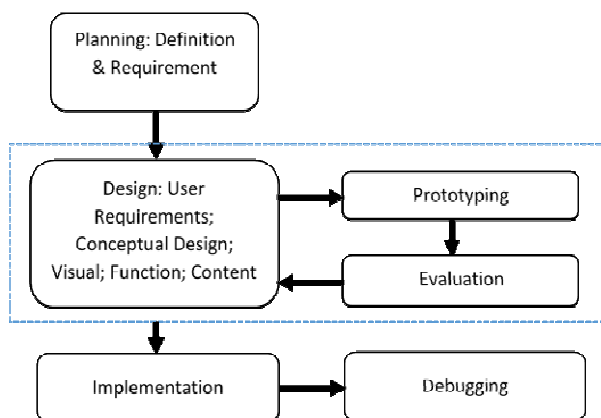 Planning: Definition
& Requirement
Design: User
Requirements;
Conceptual Design;
Visual; Function; Content
Prototyping
Evaluation
Implementation
Debugging